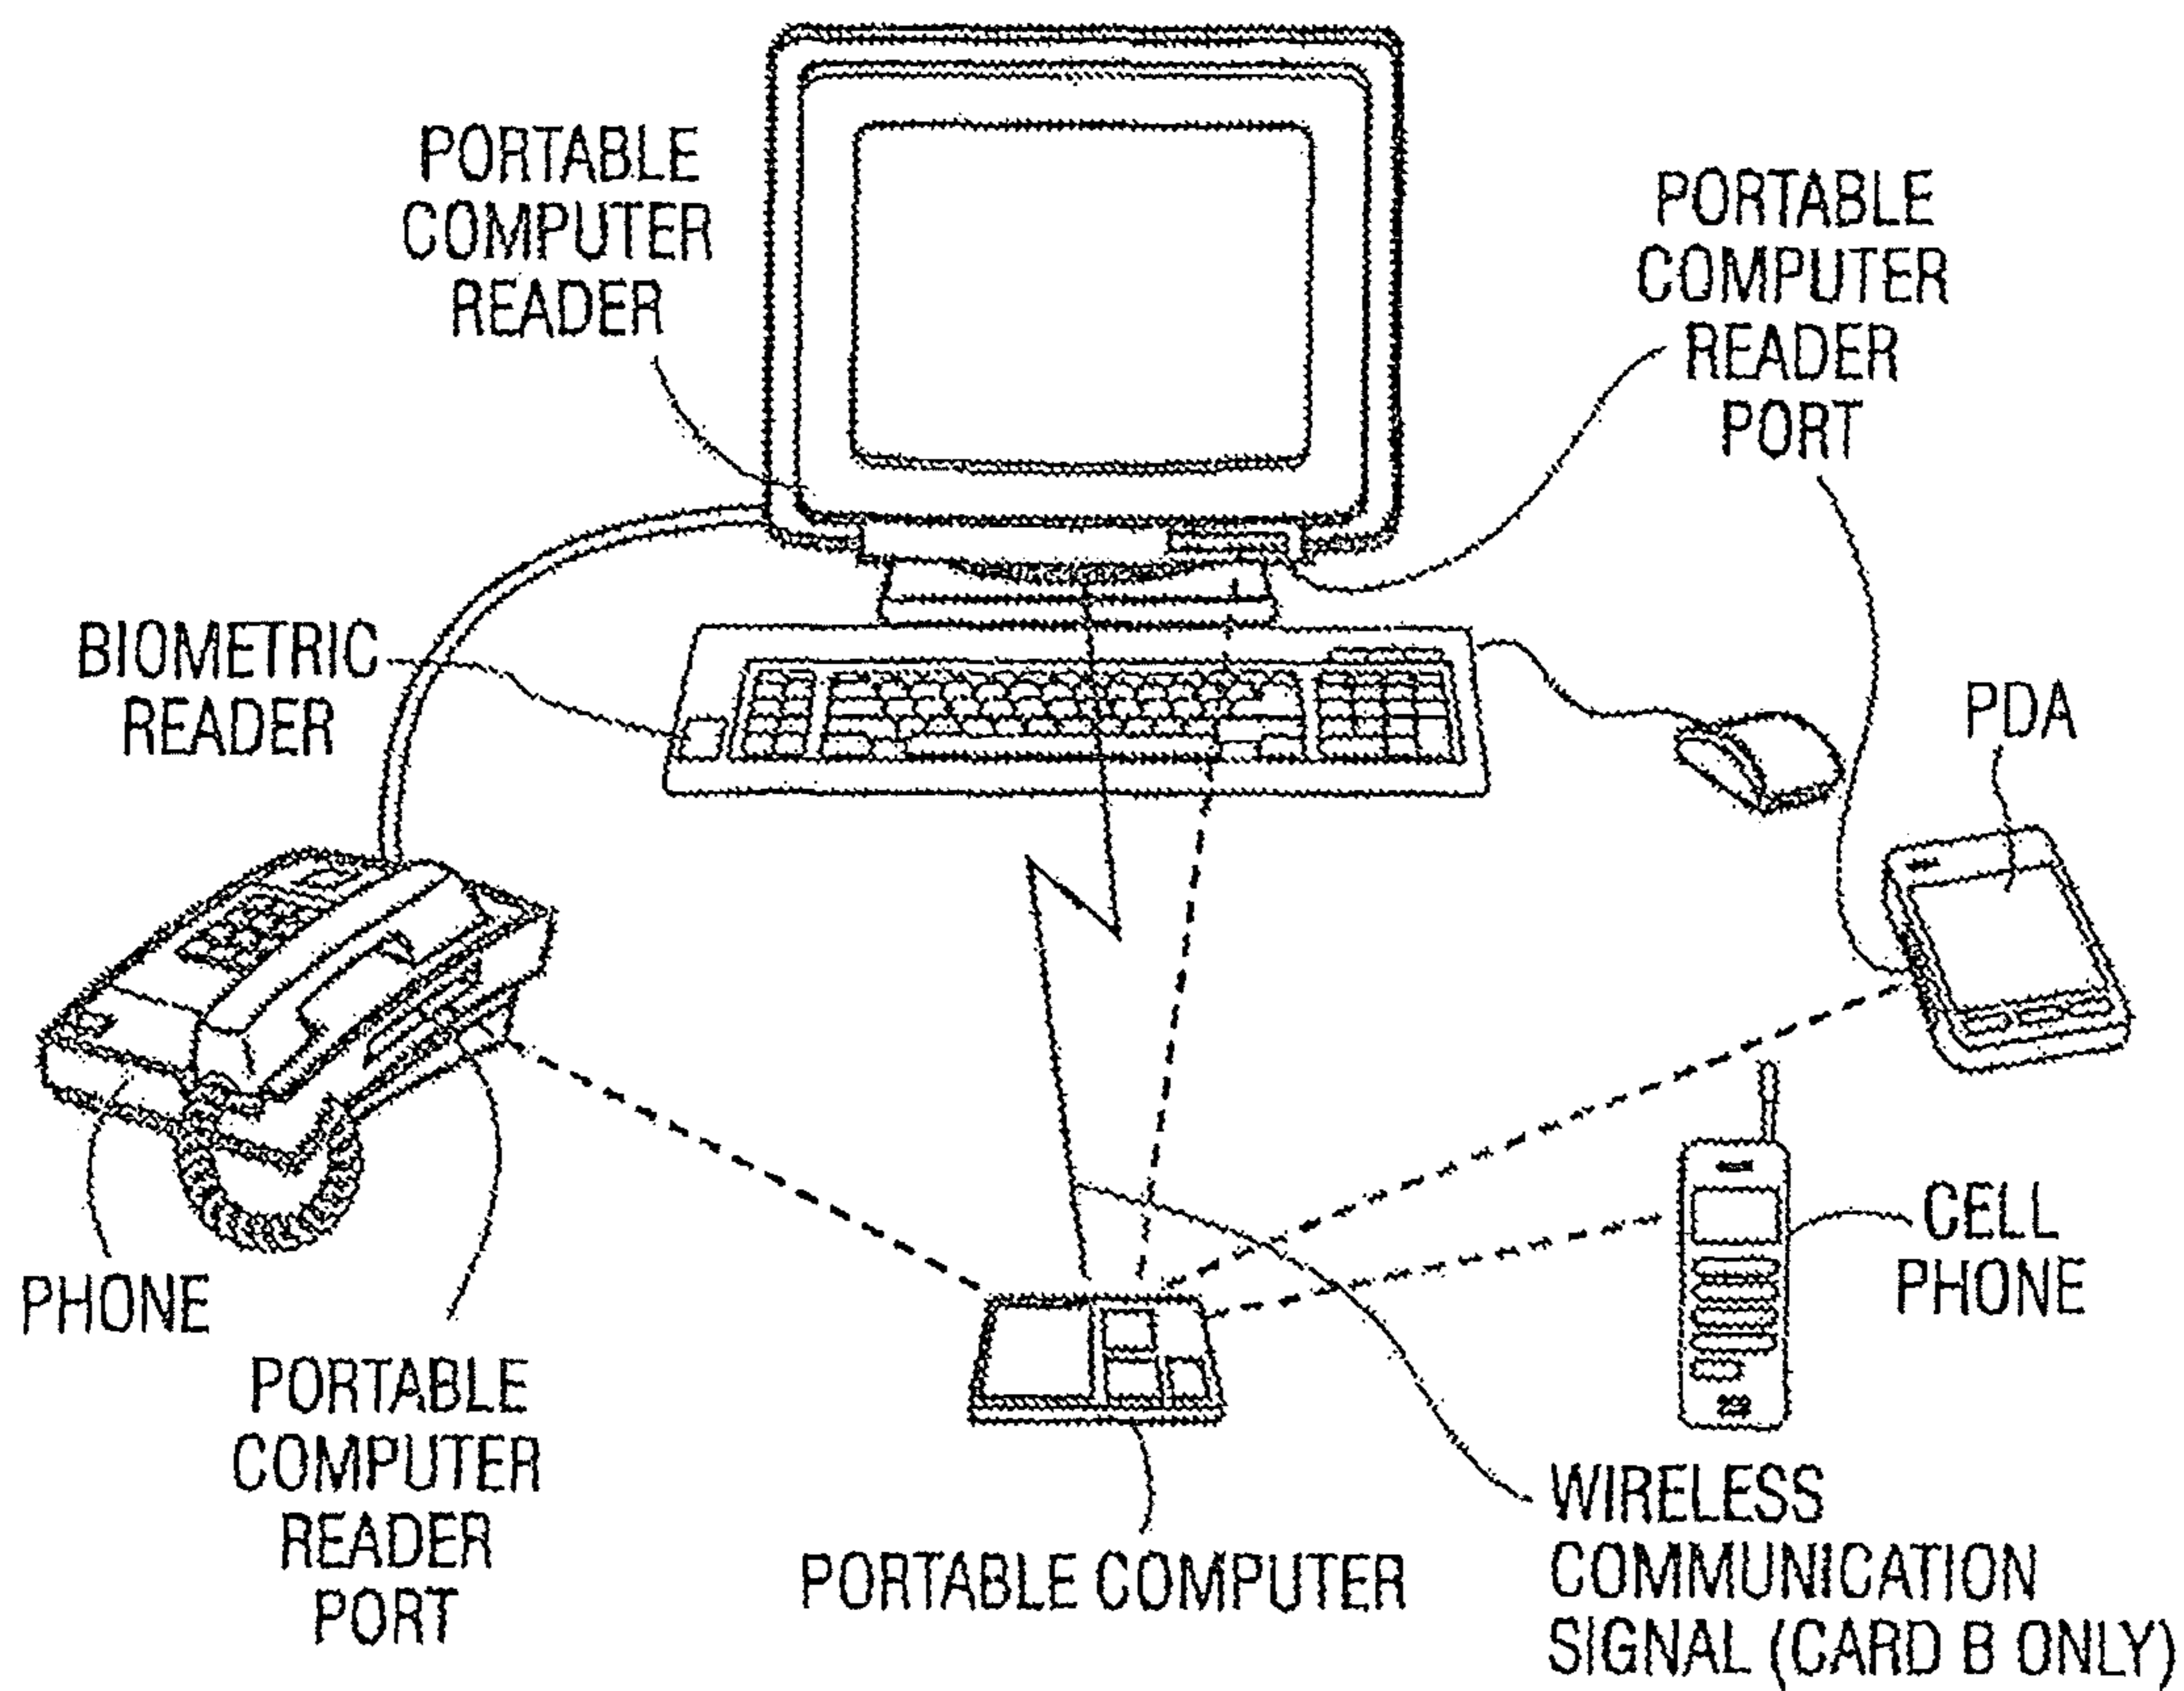 PORTABLE
COMPUTER
READER
PORTABLE
COMPUTER
READER
PORT
BIOMETRIC
READER
PDA
CELL
PHONE
PHONE
PORTABLE
COMPUTER
READER
PORT
PORTABLE COMPUTER
WIRELESS
COMMUNICATION
SIGNAL (CARD B ONLY)